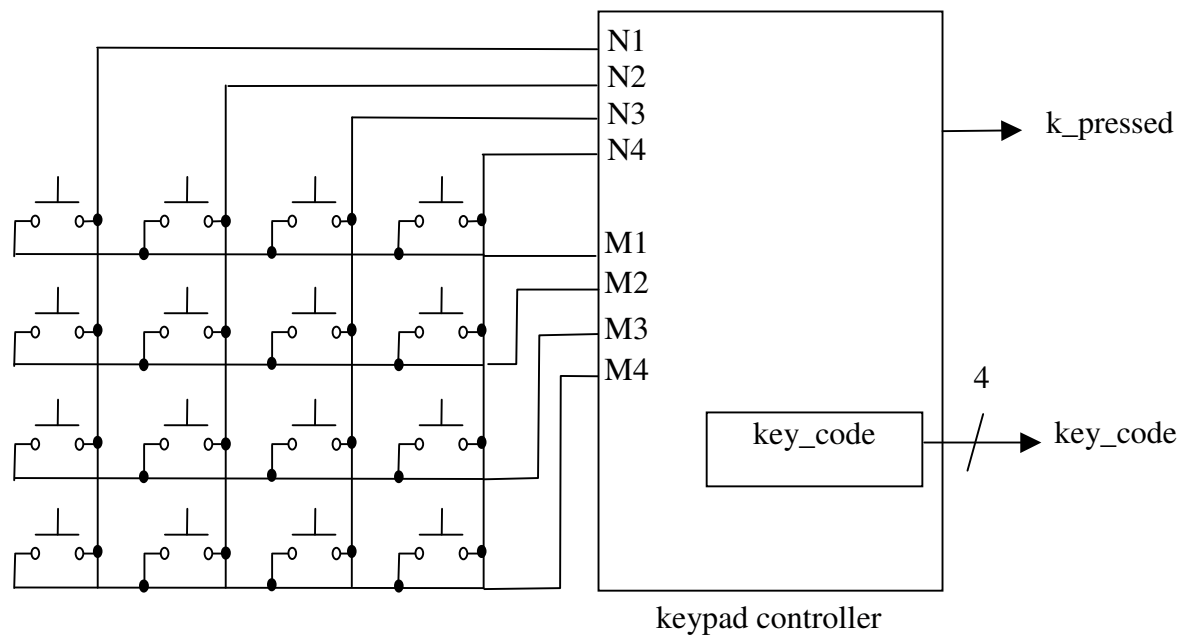 N1
N2
N3
N4
k_pressed
M1
M2
M3
M4
4
key_code
key_code
keypad controller